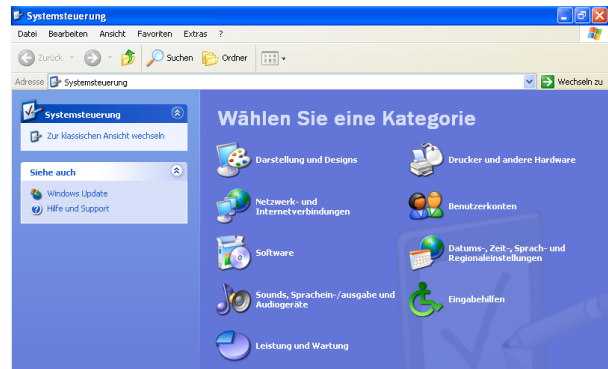 Systemsteuerung
Datei Bearbeiten Ansicht Favoriten Extras ?
Zurück Suchen Ordner
Adresse Systemsteuerung Wechseln zu
Systemsteuerung
Zur klassischen Ansicht wechseln
Siehe auch
Windows Update
Hilfe und Support
Wählen Sie eine Kategorie
Darstellung und Designs
Drucker und andere Hardware
Netzwerk- und
Internetverbindungen
Benutzerkonten
Software
Datums-, Zeit-, Sprach- und
Regionaleinstellungen
Sounds, Sprachein-/ausgabe und
Audiogeräte
Eingabehilfen
Leistung und Wartung